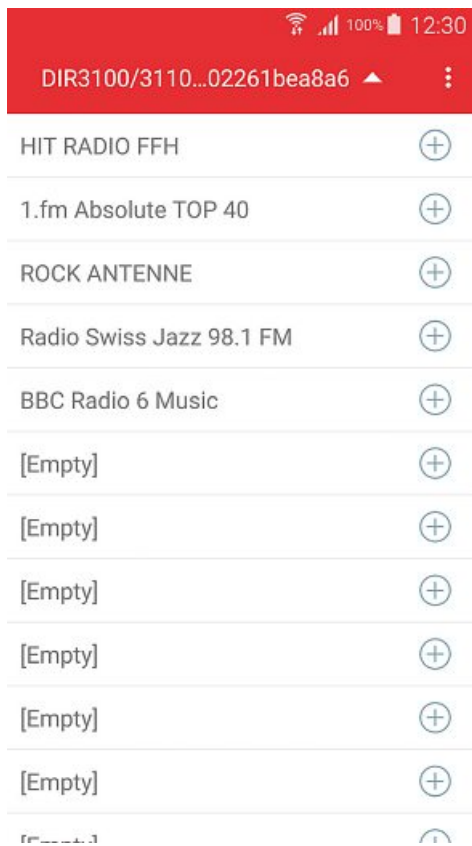 100% 12:30
DIR3100/3110...02261bea8a6
HIT RADIO FFH
1.fm Absolute TOP 40
ROCK ANTENNE
Radio Swiss Jazz 98.1 FM
BBC Radio 6 Music
[Empty]
[Empty]
[Empty]
[Empty]
[Empty]
[Empty]
[Empty]